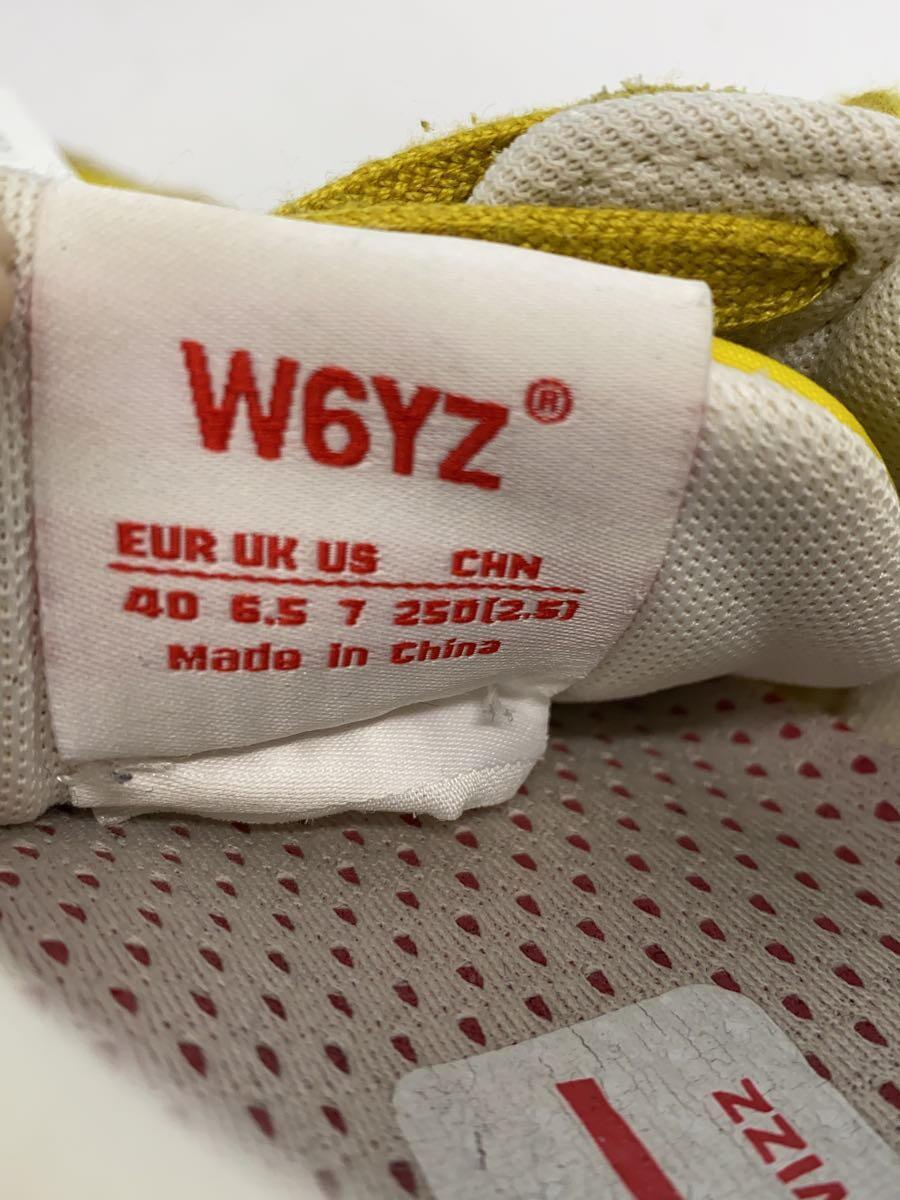 W6YZ®
EUR UK US CHN
40 6.5 7 250(2.5)
Made in China